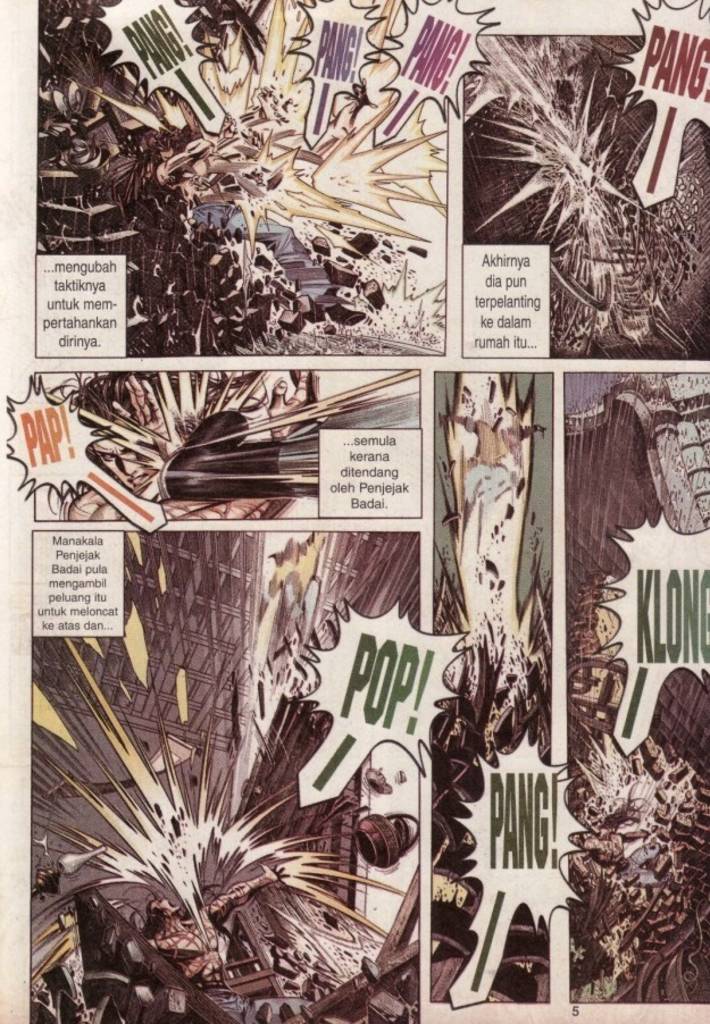 PANG!
PANG!
PANG!
PANG!
...mengubah
taktiknya
untuk mem-
pertahankan
dirinya.
Akhirnya
dia pun
terpelanting
ke dalam
rumah itu...
PAP!
...semula
kerana
ditendang
oleh Penjejak
Badai.
Manakala
Penjejak
Badai pula
mengambil
peluang itu
untuk meloncat
ke atas dan...
POP!
PANG!
KLONG
5